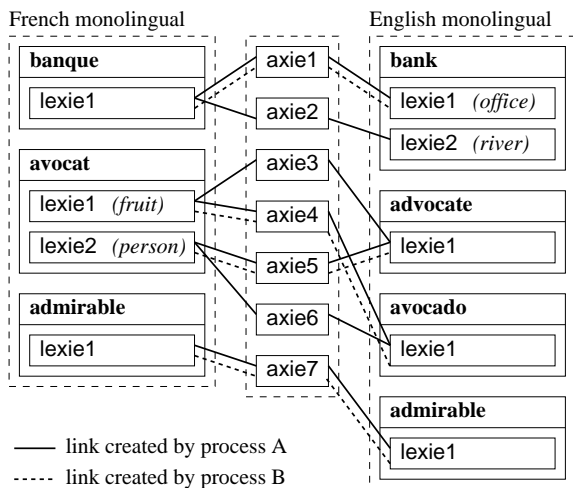 French monolingual
English monolingual
banque
lexie1
avocat
lexie1 (fruit)
lexie2 (person)
admirable
lexie1
axie1
axie2
axie3
axie4
axie5
axie6
axie7
bank
lexie1 (office)
lexie2 (river)
advocate
lexie1
avocado
lexie1
admirable
lexie1
link created by process A
link created by process B